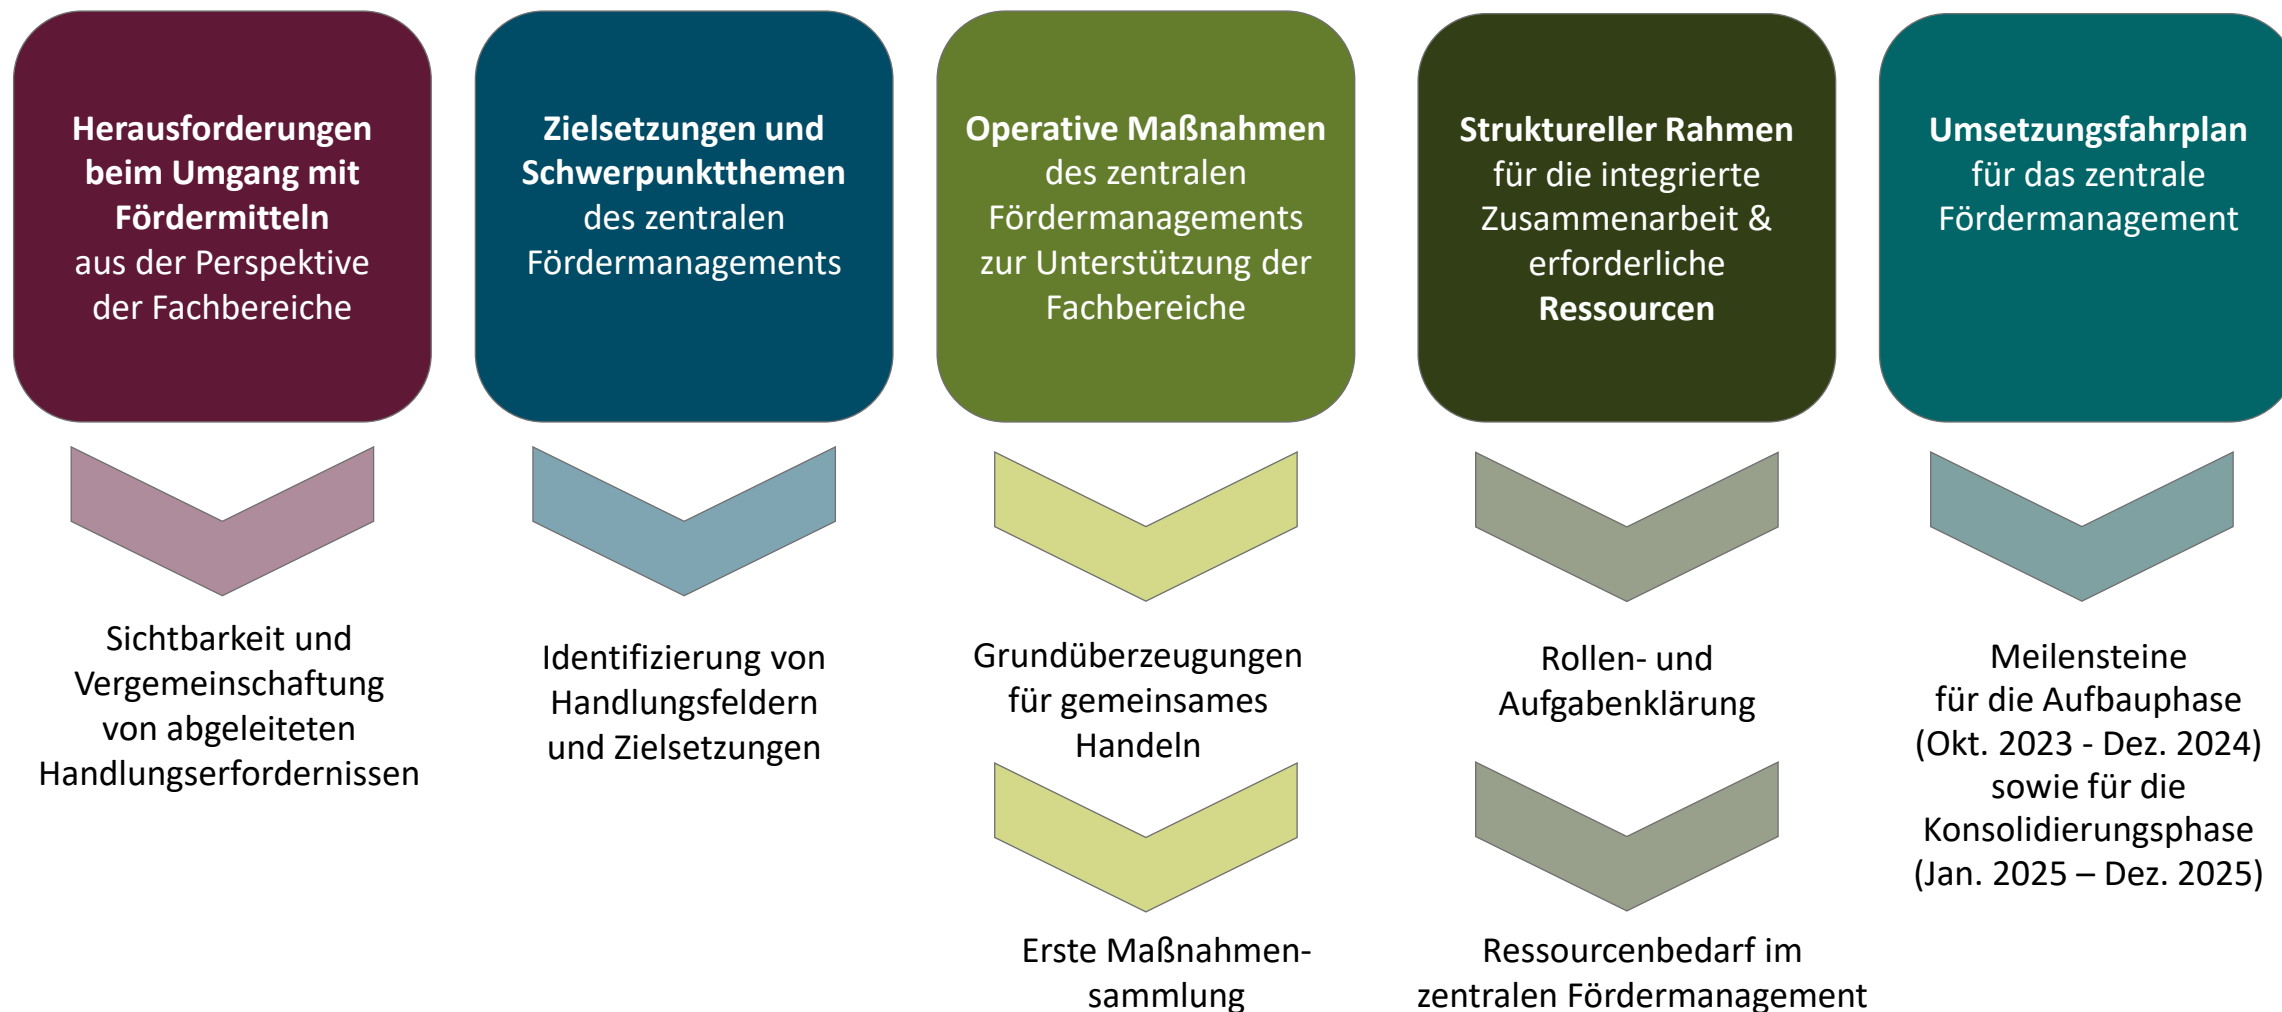 Herausforderungen
beim Umgang mit
Fördermitteln
aus der Perspektive
der Fachbereiche
Sichtbarkeit und
Vergemeinschaftung
von abgeleiteten
Handlungserfordernissen
Zielsetzungen und
Schwerpunktthemen
des zentralen
Fördermanagements
Identifizierung von
Handlungsfeldern
und Zielsetzungen
Operative Maßnahmen
des zentralen
Fördermanagements
zur Unterstützung der
Fachbereiche
Grundüberzeugungen
für gemeinsames
Handeln
Erste Maßnahmen-
sammlung
Struktureller Rahmen
für die integrierte
Zusammenarbeit &
erforderliche
Ressourcen
Rollen- und
Aufgabenklärung
Ressourcenbedarf im
zentralen Fördermanagement
Umsetzungsfahrplan
für das zentrale
Fördermanagement
Meilensteine
für die Aufbauphase
(Okt. 2023 - Dez. 2024)
sowie für die
Konsolidierungsphase
(Jan. 2025 – Dez. 2025)